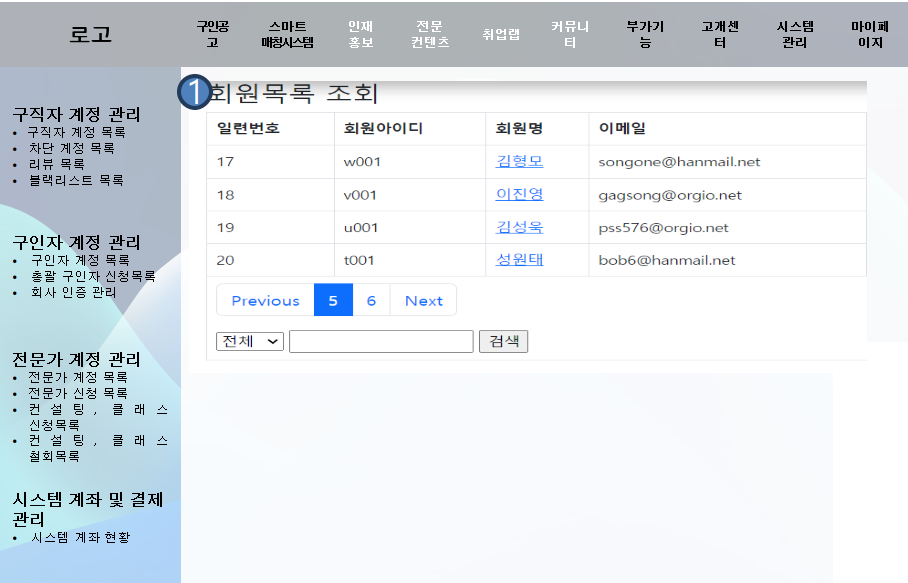 로고
구인공
고
스마트
매칭시스템
인재
홍보
전문
컨텐츠
취업랩
커뮤니
티
부가기
능
고객센
터
시스템
관리
마이페
이지
구직자 계정 관리
• 구직자 계정 목록
• 차단 계정 목록
• 리뷰 목록
• 블랙리스트 목록
구인자 계정 관리
• 구인자 계정 목록
• 총괄 구인자 신청목록
• 회사 인증 관리
전문가 계정 관리
• 전문가 계정 목록
• 전문가 신청 목록
• 컨 설 팅 , 클 래 스
신청목록
• 컨 설 팅 , 클 래 스
철회목록
시스템 계좌 및 결제
관리
• 시스템 계좌 현황
1
회원목록 조회
일련번호 회원아이디 회원명 이메일
17 w001 김형모 songone@hanmail.net
18 v001 이진영 gagsong@orgio.net
19 u001 김성욱 pss576@orgio.net
20 t001 성원태 bob6@hanmail.net
Previous 5 6 Next
전체 검색